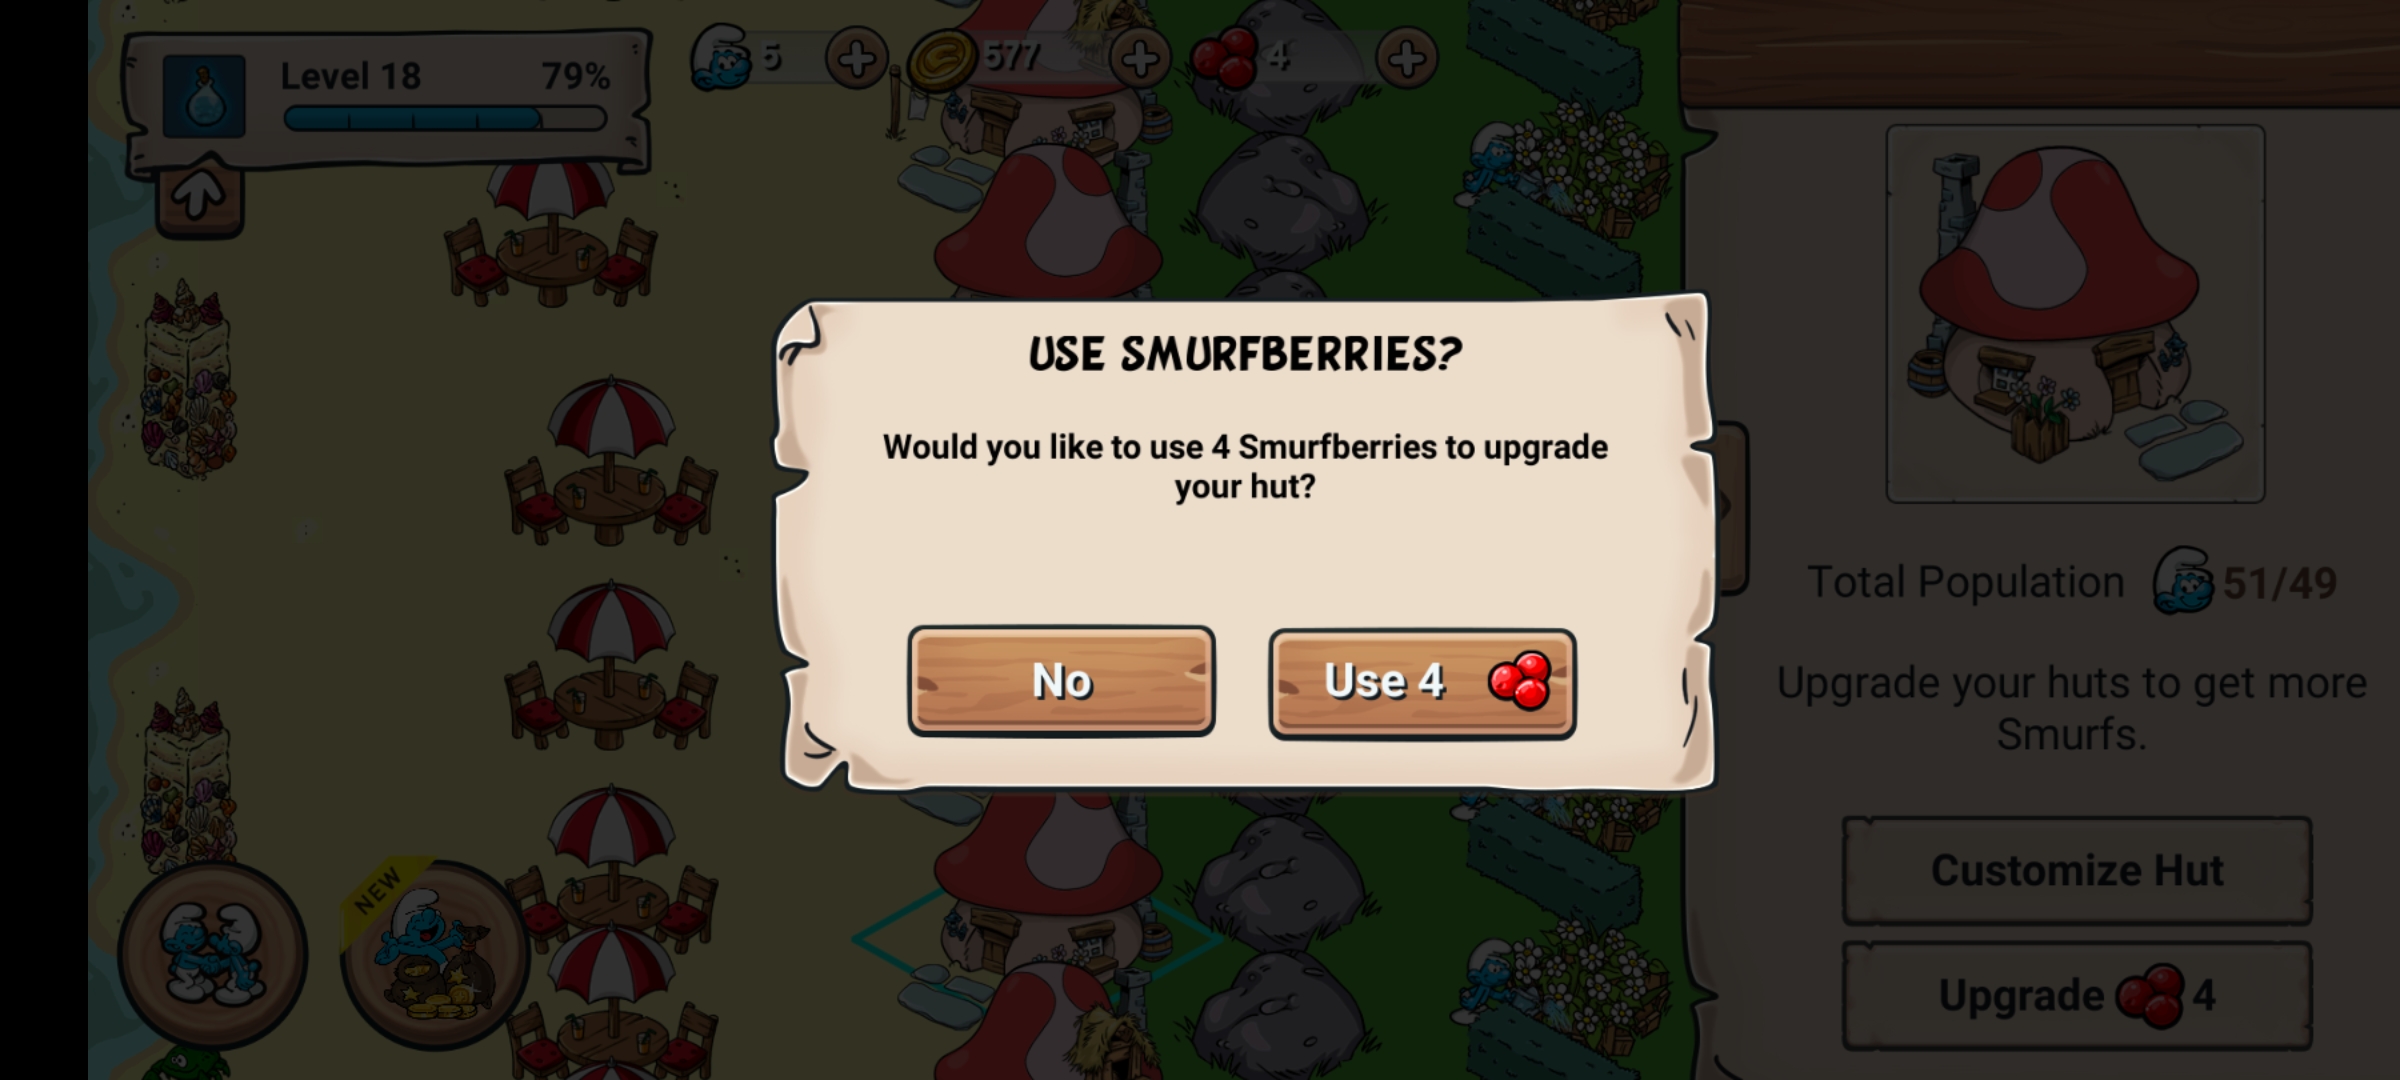 Level 18 79%
5
577
4
USE SMURFBERRIES?
Would you like to use 4 Smurfberries to upgrade
your hut?
No
Use 4
Total Population 51/49
Upgrade your huts to get more
Smurfs.
Customize Hut
Upgrade 4
NEW